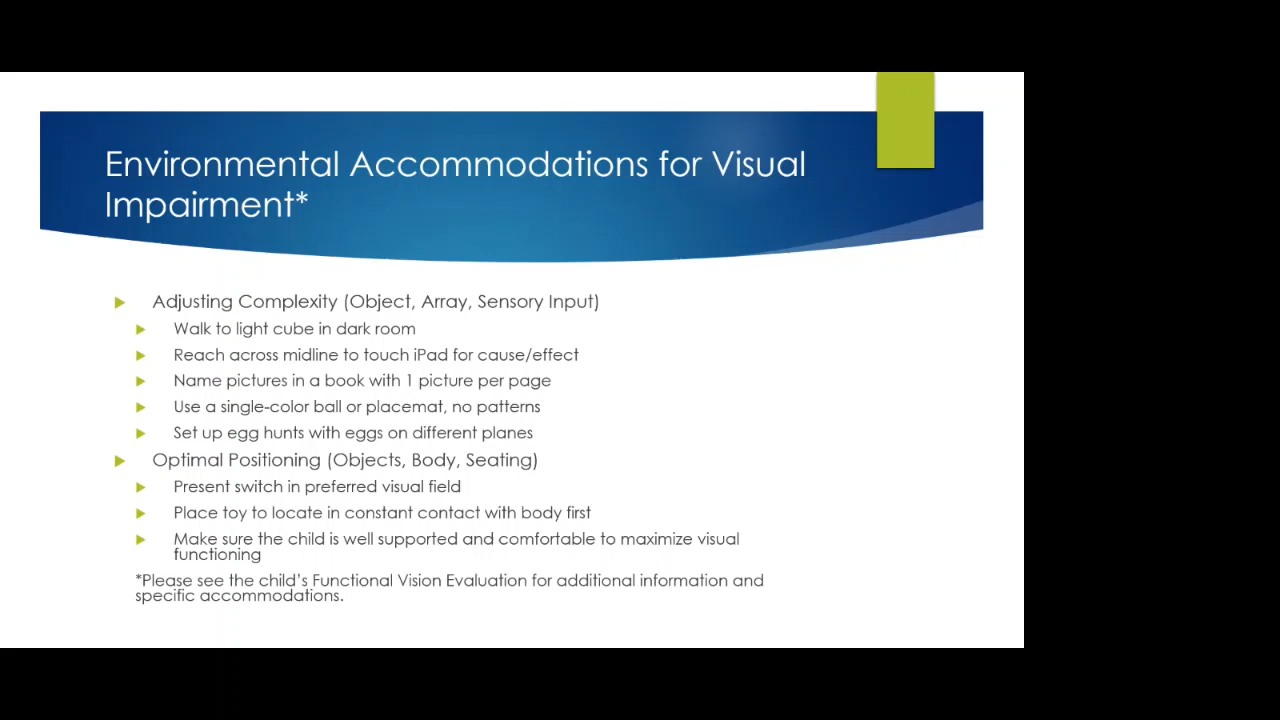 Environmental Accommodations for Visual
Impairment*
Adjusting Complexity (Object, Array, Sensory Input)
Walk to light cube in dark room
Reach across midline to touch iPad for cause/effect
Name pictures in a book with 1 picture per page
Use a single-color ball or placemat, no patterns
Set up egg hunts with eggs on different planes
Optimal Positioning (Objects, Body, Seating)
Present switch in preferred visual field
Place toy to locate in constant contact with body first
Make sure the child is well supported and comfortable to maximize visual
functioning
*Please see the child’s Functional Vision Evaluation for additional information and
specific accommodations.